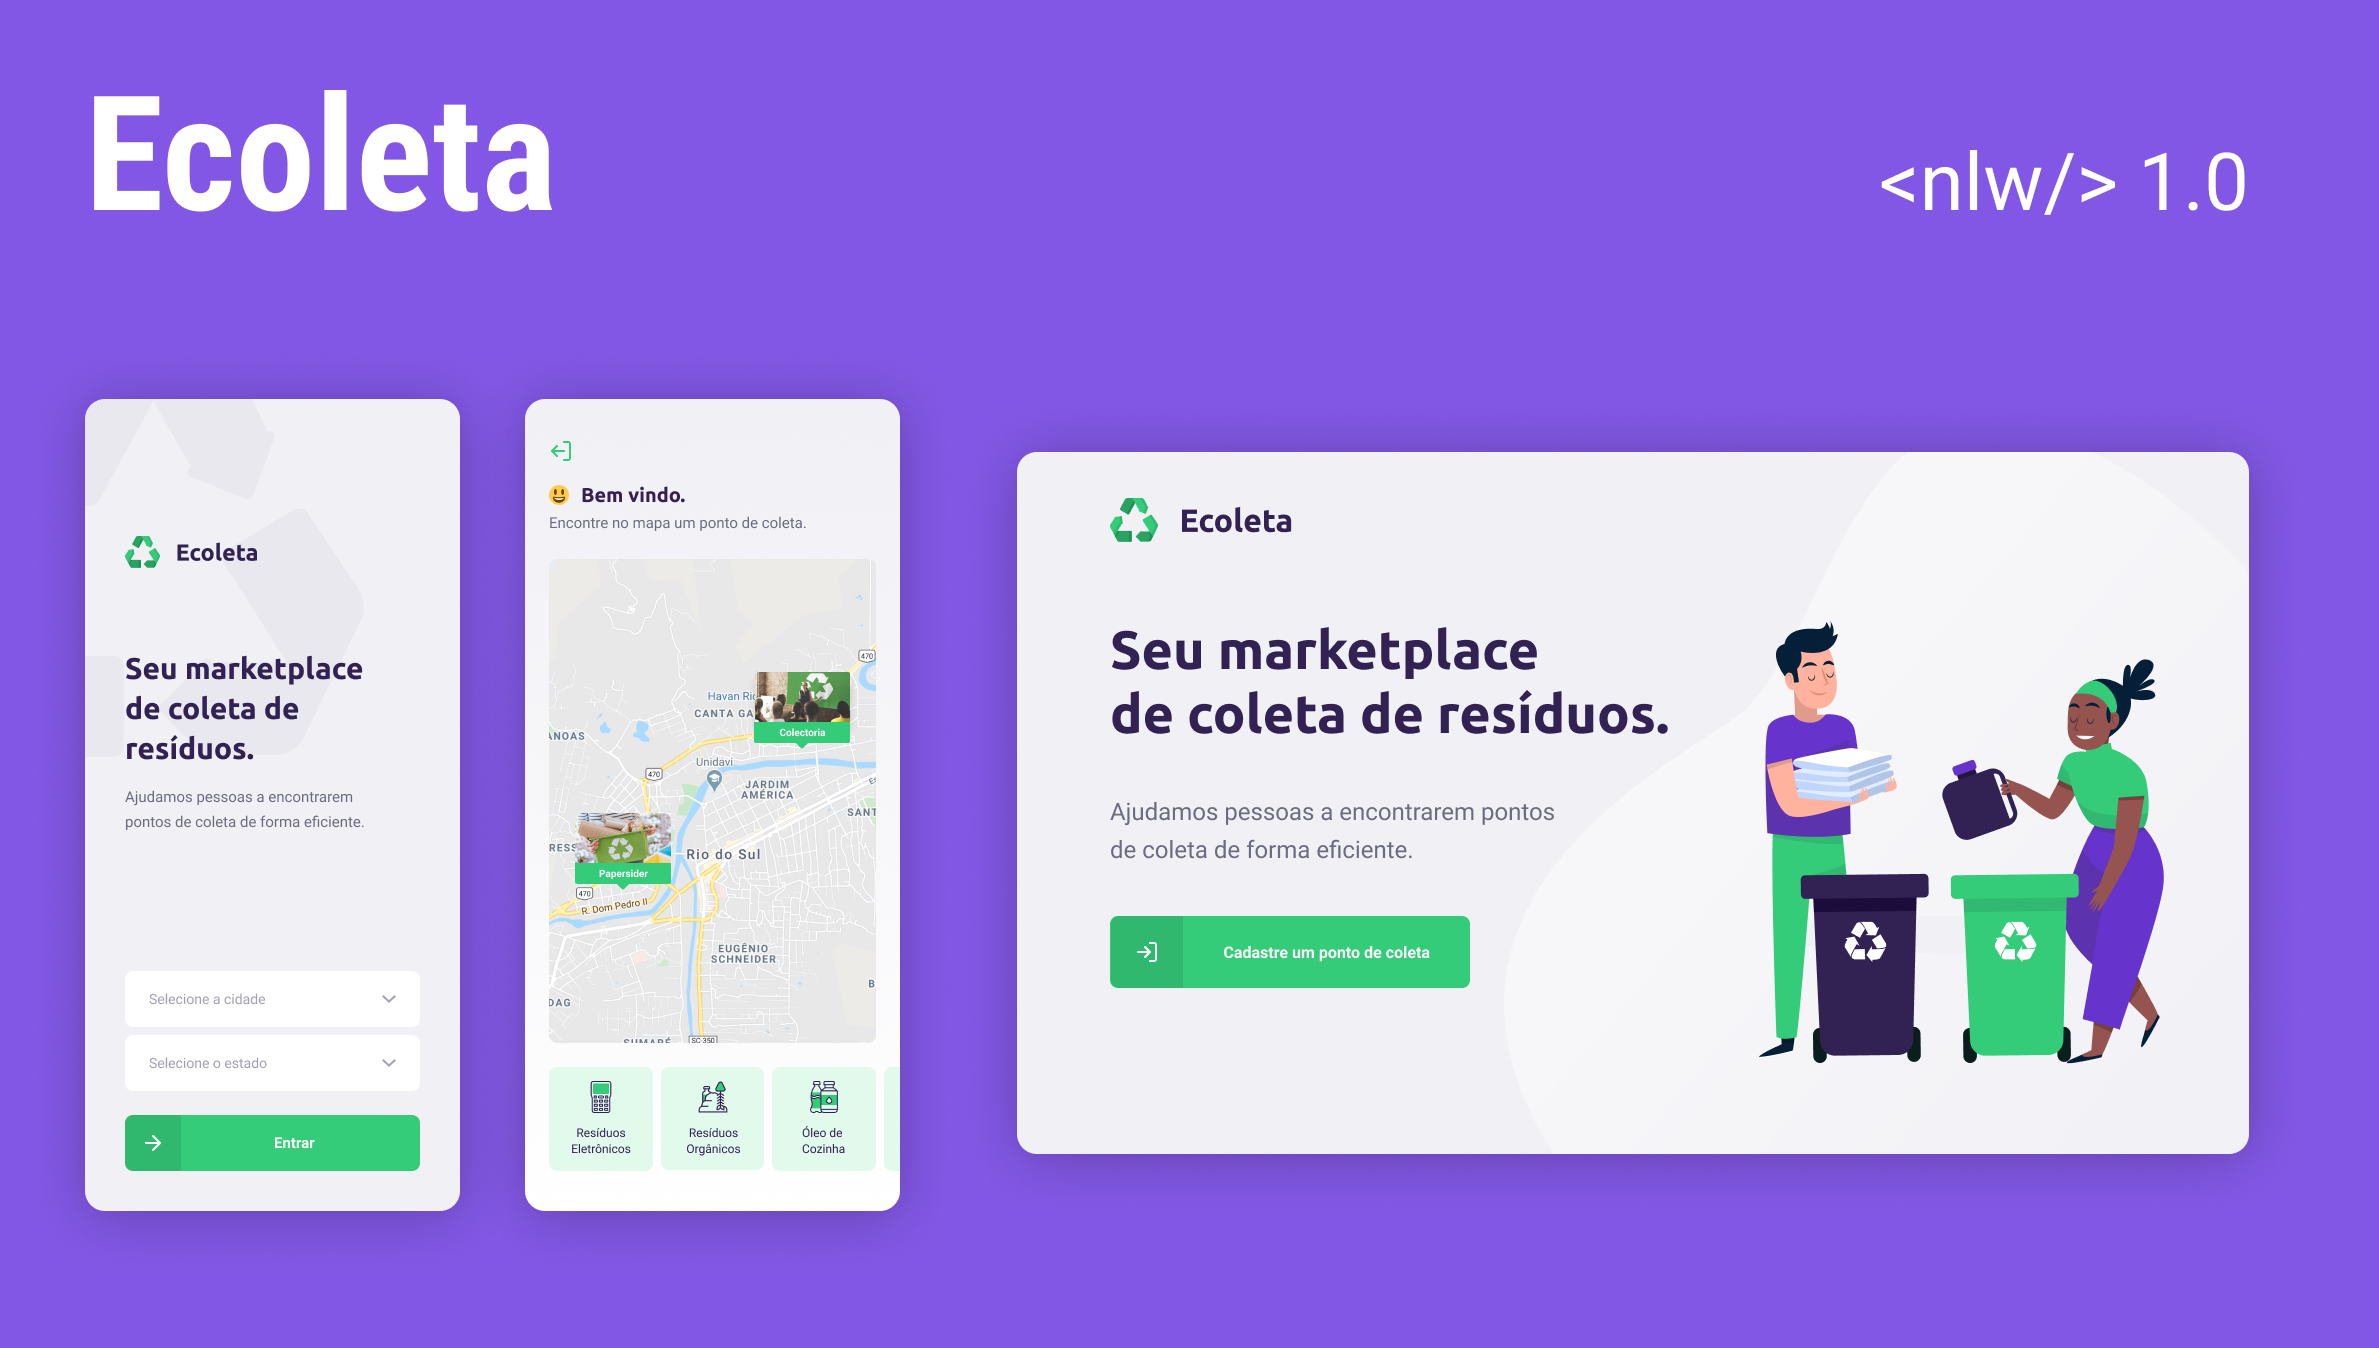 Ecoleta
<nlw/> 1.0
Ecoleta
Seu marketplace
de coleta de
resíduos.
Ajudamos pessoas a encontrarem
pontos de coleta de forma eficiente.
Selecione a cidade
Selecione o estado
Entrar
Bem vindo.
Encontre no mapa um ponto de coleta.
470
Havan Rio
CANTA GA
Colectoria
ANOAS
Unidavi
470
JARDIM
AMÉRICA
SANT
RESS
Rio do Sul
Papersider
470
R. Dom Pedro II
EUGÊNIO
SCHNEIDER
B
DAG
SUMARÉ
SC-350
Resíduos
Eletrônicos
Resíduos
Orgânicos
Óleo de
Cozinha
Ecoleta
Seu marketplace
de coleta de resíduos.
Ajudamos pessoas a encontrarem pontos
de coleta de forma eficiente.
Cadastre um ponto de coleta